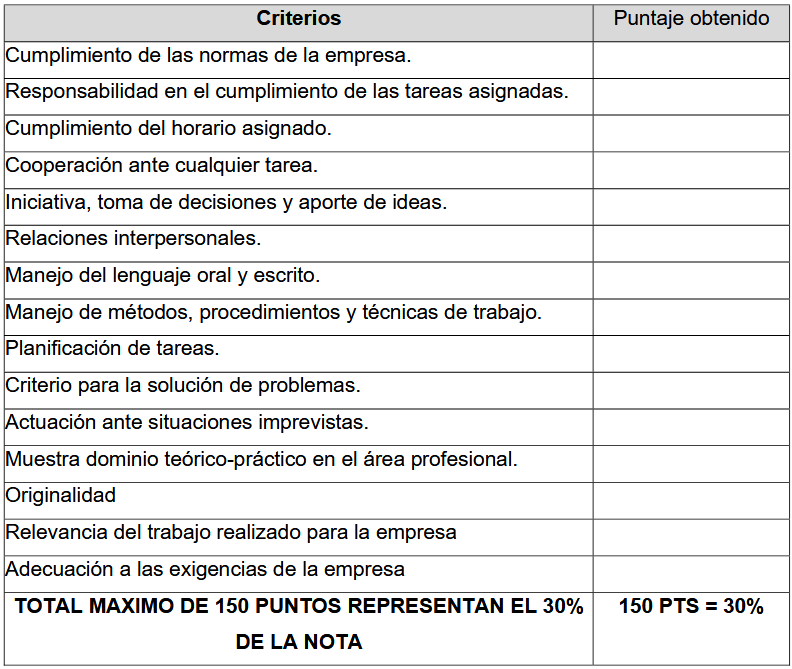 Criterios Puntaje obtenido
Cumplimiento de las normas de la empresa.
Responsabilidad en el cumplimiento de las tareas asignadas.
Cumplimiento del horario asignado.
Cooperación ante cualquier tarea.
Iniciativa, toma de decisiones y aporte de ideas.
Relaciones interpersonales.
Manejo del lenguaje oral y escrito.
Manejo de métodos, procedimientos y técnicas de trabajo.
Planificación de tareas.
Criterio para la solución de problemas.
Actuación ante situaciones imprevistas.
Muestra dominio teórico-práctico en el área profesional.
Originalidad
Relevancia del trabajo realizado para la empresa
Adecuación a las exigencias de la empresa
TOTAL MAXIMO DE 150 PUNTOS REPRESENTAN EL 30% 150 PTS = 30%
DE LA NOTA